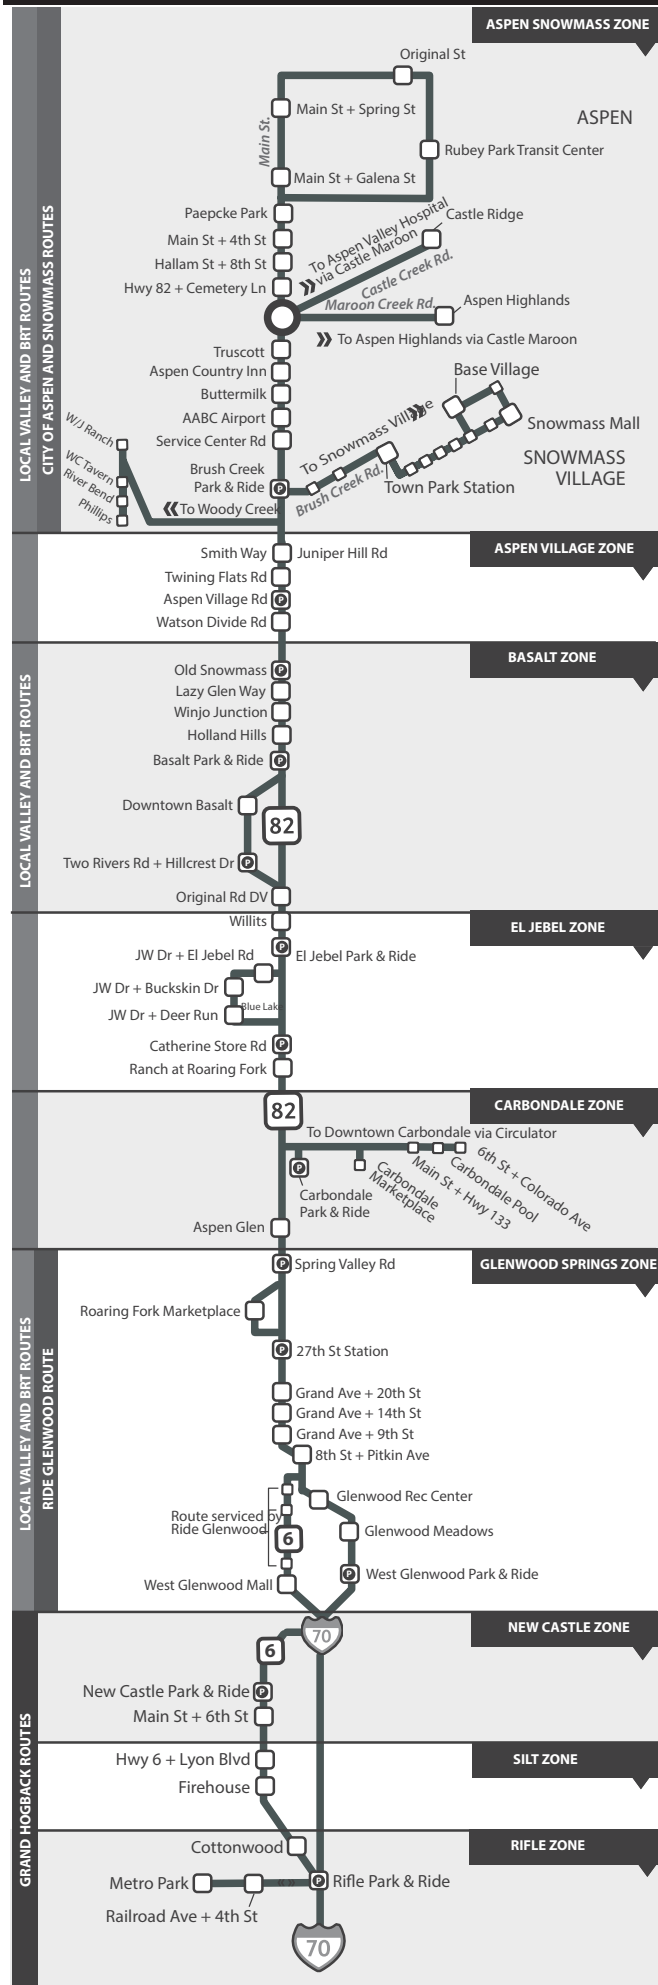 ASPEN SNOWMASS ZONE
Original St
Main St + Spring St
ASPEN
Main St.
Rubey Park Transit Center
Main St + Galena St
Paepcke Park
Castle Ridge
To Aspen Valley Hospital
via Castle Maroon
Main St + 4th St
Hallam St + 8th St
Castle Creek Rd.
Hwy 82 + Cemetery Ln
Maroon Creek Rd.
Aspen Highlands
To Aspen Highlands via Castle Maroon
Truscott
Aspen Country Inn
Base Village
Buttermilk
AABC Airport
Snowmass Mall
Service Center Rd
To Snowmass Village
SNOWMASS
VILLAGE
Brush Creek
Park & Ride
Brush Creek Rd.
Town Park Station
W/J Ranch
WC Tavern
River Bend
Phillips
To Woody Creek
LOCAL VALLEY AND BRT ROUTES
CITY OF ASPEN AND SNOWMASS ROUTES
ASPEN VILLAGE ZONE
Smith Way
Juniper Hill Rd
Twining Flats Rd
Aspen Village Rd
P
Watson Divide Rd
BASALT ZONE
Old Snowmass
P
Lazy Glen Way
Winjo Junction
Holland Hills
Basalt Park & Ride
P
Downtown Basalt
82
Two Rivers Rd + Hillcrest Dr
P
Original Rd DV
LOCAL VALLEY AND BRT ROUTES
EL JEBEL ZONE
Willits
P
El Jebel Park & Ride
JW Dr + El Jebel Rd
JW Dr + Buckskin Dr
Blue Lake
JW Dr + Deer Run
Catherine Store Rd
P
Ranch at Roaring Fork
CARBONDALE ZONE
82
To Downtown Carbondale via Circulator
P
Carbondale
Park & Ride
Carbondale
Marketplace
Main St + Hwy 133
Carbondale Pool
6th St + Colorado Ave
Aspen Glen
GLENWOOD SPRINGS ZONE
P
Spring Valley Rd
Roaring Fork Marketplace
P
27th St Station
Grand Ave + 20th St
Grand Ave + 14th St
Grand Ave + 9th St
8th St + Pitkin Ave
Glenwood Rec Center
Route serviced by
Ride Glenwood
6
Glenwood Meadows
P
West Glenwood Park & Ride
West Glenwood Mall
LOCAL VALLEY AND BRT ROUTES
RIDE GLENWOOD ROUTE
NEW CASTLE ZONE
70
6
New Castle Park & Ride
P
Main St + 6th St
SILT ZONE
Hwy 6 + Lyon Blvd
Firehouse
RIFLE ZONE
Cottonwood
Metro Park
P
Rifle Park & Ride
Railroad Ave + 4th St
70
GRAND HOGBACK ROUTES